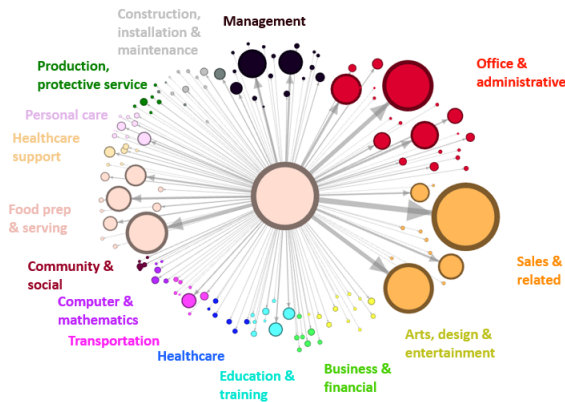 Construction,
installation &
& maintenance
Management
Office &
administrative
Production,
protective service
Personal care
Healthcare
support
Food prep
& serving
Community &
social
Computer &
mathematics
Transportation
Healthcare
Education &
training
Business &
financial
Arts, design &
entertainment
Sales &
related